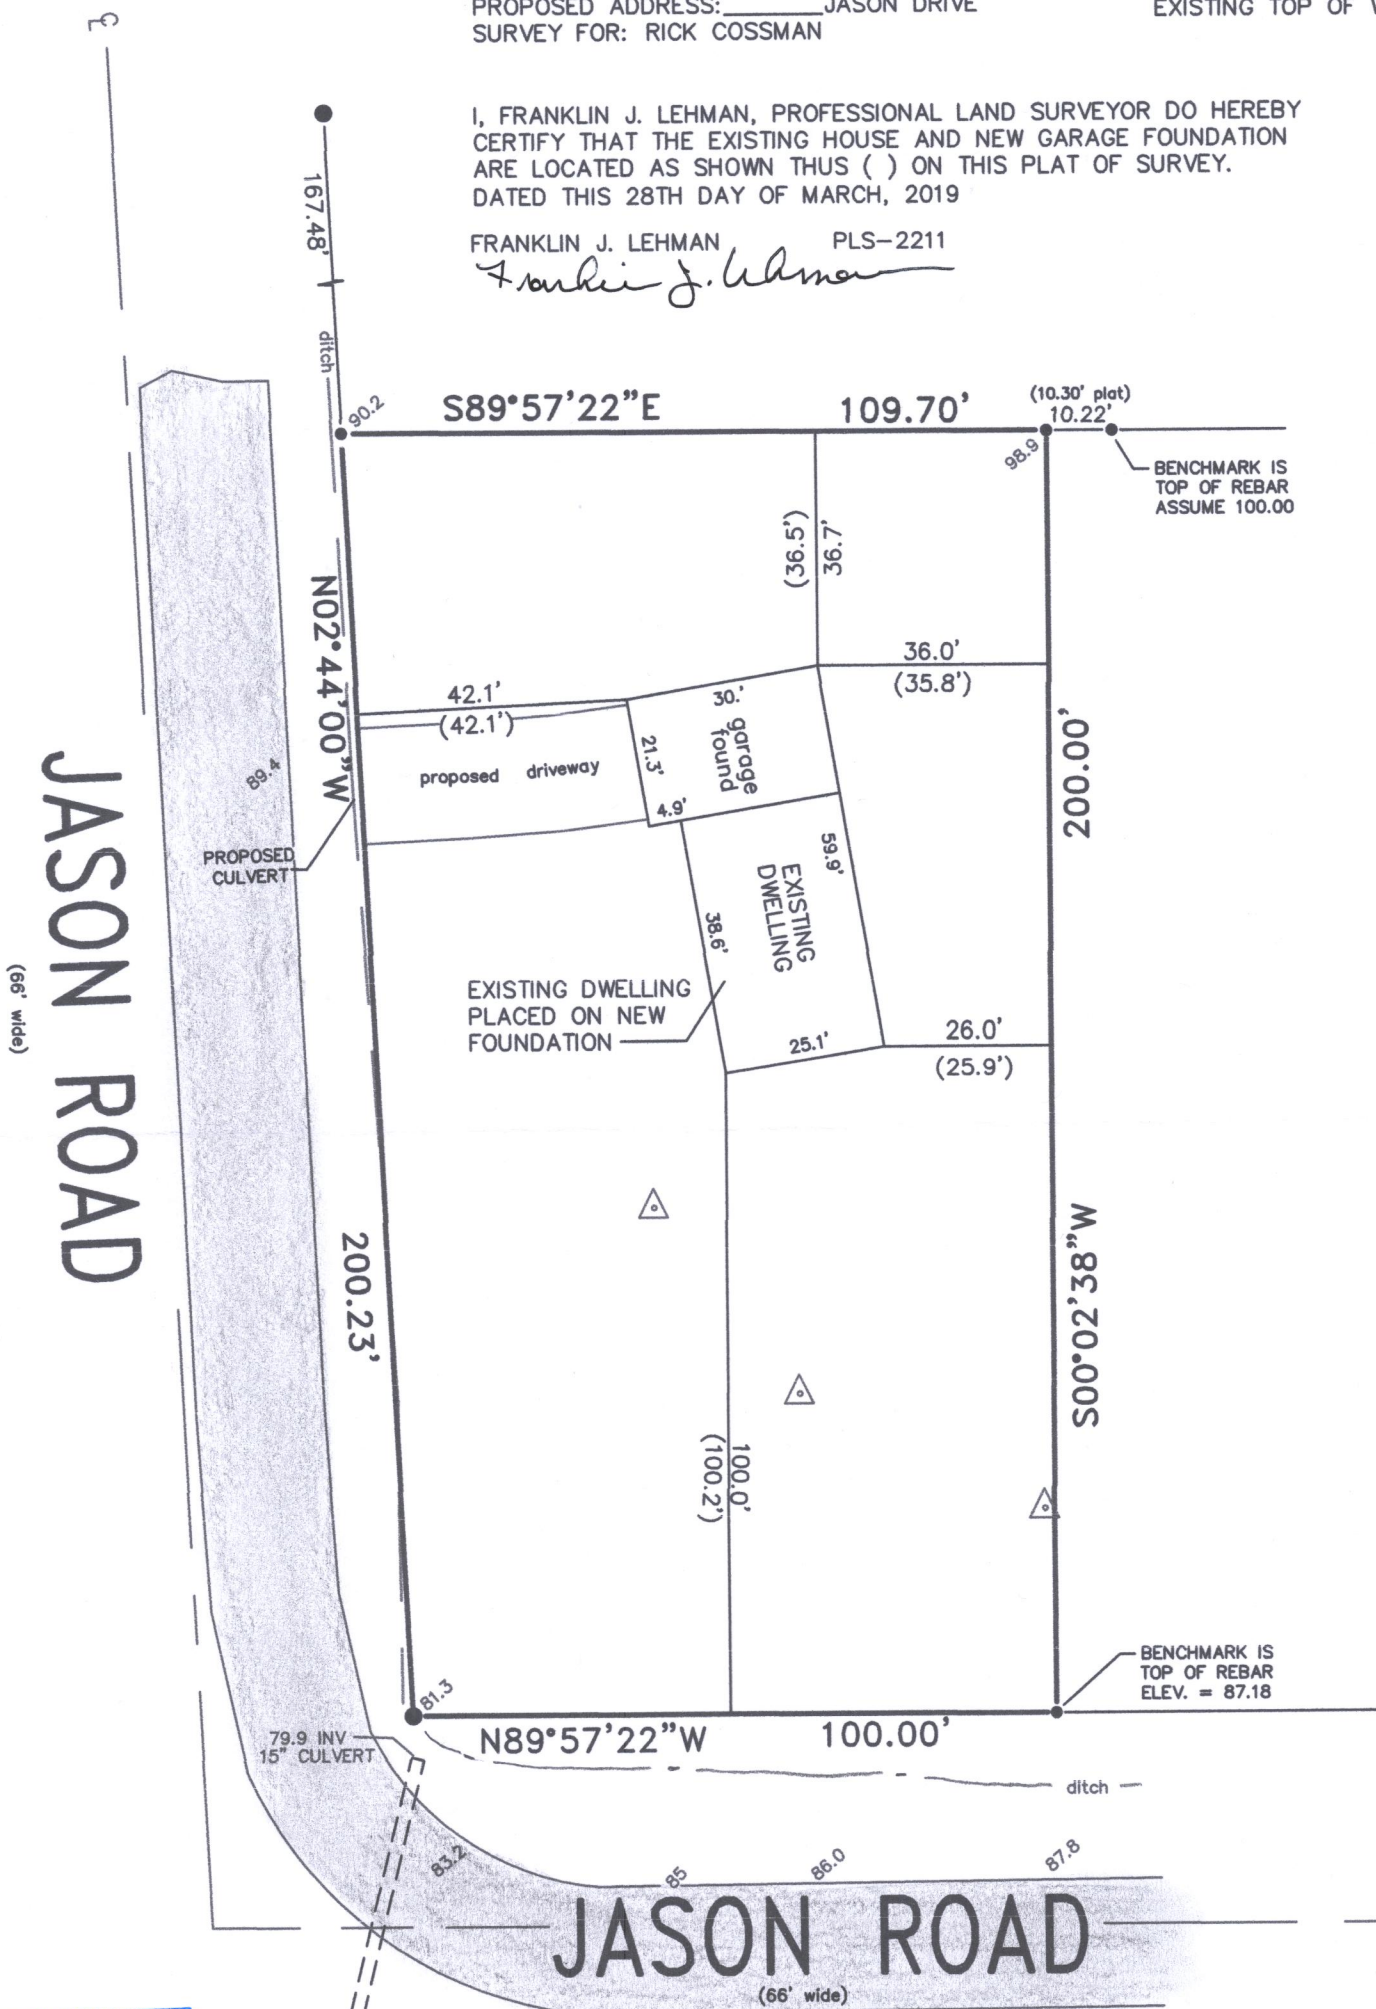 PROPOSED ADDRESS:_______JASON DRIVE
SURVEY FOR: RICK COSSMAN
EXISTING TOP OF
I, FRANKLIN J. LEHMAN, PROFESSIONAL LAND SURVEYOR DO HEREBY
CERTIFY THAT THE EXISTING HOUSE AND NEW GARAGE FOUNDATION
ARE LOCATED AS SHOWN THUS ( ) ON THIS PLAT OF SURVEY.
DATED THIS 28TH DAY OF MARCH, 2019
FRANKLIN J. LEHMAN PLS-2211
Franklin J. Lehman
167.48'
ditch
90.2
S89°57'22"E
109.70'
(10.30' plat)
10.22'
98.9
BENCHMARK IS
TOP OF REBAR
ASSUME 100.00
(36.5')
36.7'
N02°44'00"W
36.0'
(35.8')
42.1'
(42.1')
30.'
garage
found
21.3'
proposed driveway
4.9'
200.00'
89.4
PROPOSED
CULVERT
59.9'
EXISTING
DWELLING
38.6'
JASON ROAD
(66' wide)
EXISTING DWELLING
PLACED ON NEW
FOUNDATION
25.1'
26.0'
(25.9')
200.23'
S00°02'38"W
100.0'
(100.2')
BENCHMARK IS
TOP OF REBAR
ELEV. = 87.18
81.3
79.9 INV
15" CULVERT
N89°57'22"W
100.00'
ditch
83.2
85
86.0
87.8
JASON ROAD
(66' wide)